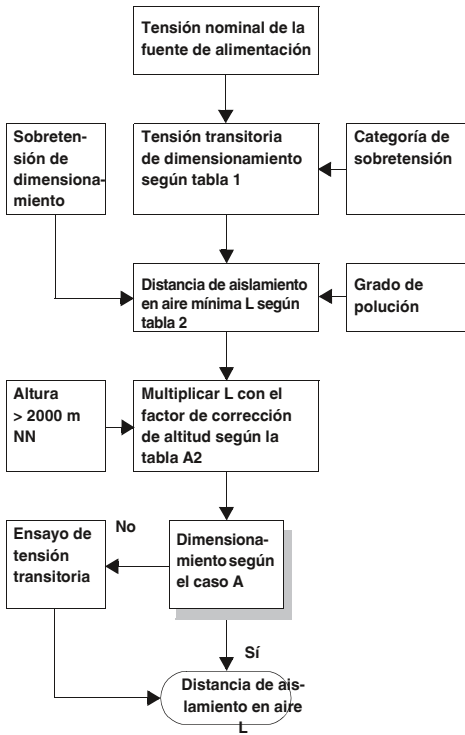 Tensión nominal de la
fuente de alimentación
Sobreten-
sión de
dimensiona-
miento
Tensión transitoria
de dimensionamiento
según tabla 1
Categoría de
sobretensión
Distancia de aislamiento
en aire mínima L según
tabla 2
Grado de
polución
Altura
> 2000 m
NN
Multiplicar L con el
factor de corrección
de altitud según la
tabla A2
Ensayo de
tensión
transitoria
No
Dimensiona-
miento según
el caso A
Sí
Distancia de ais-
lamiento en aire
L